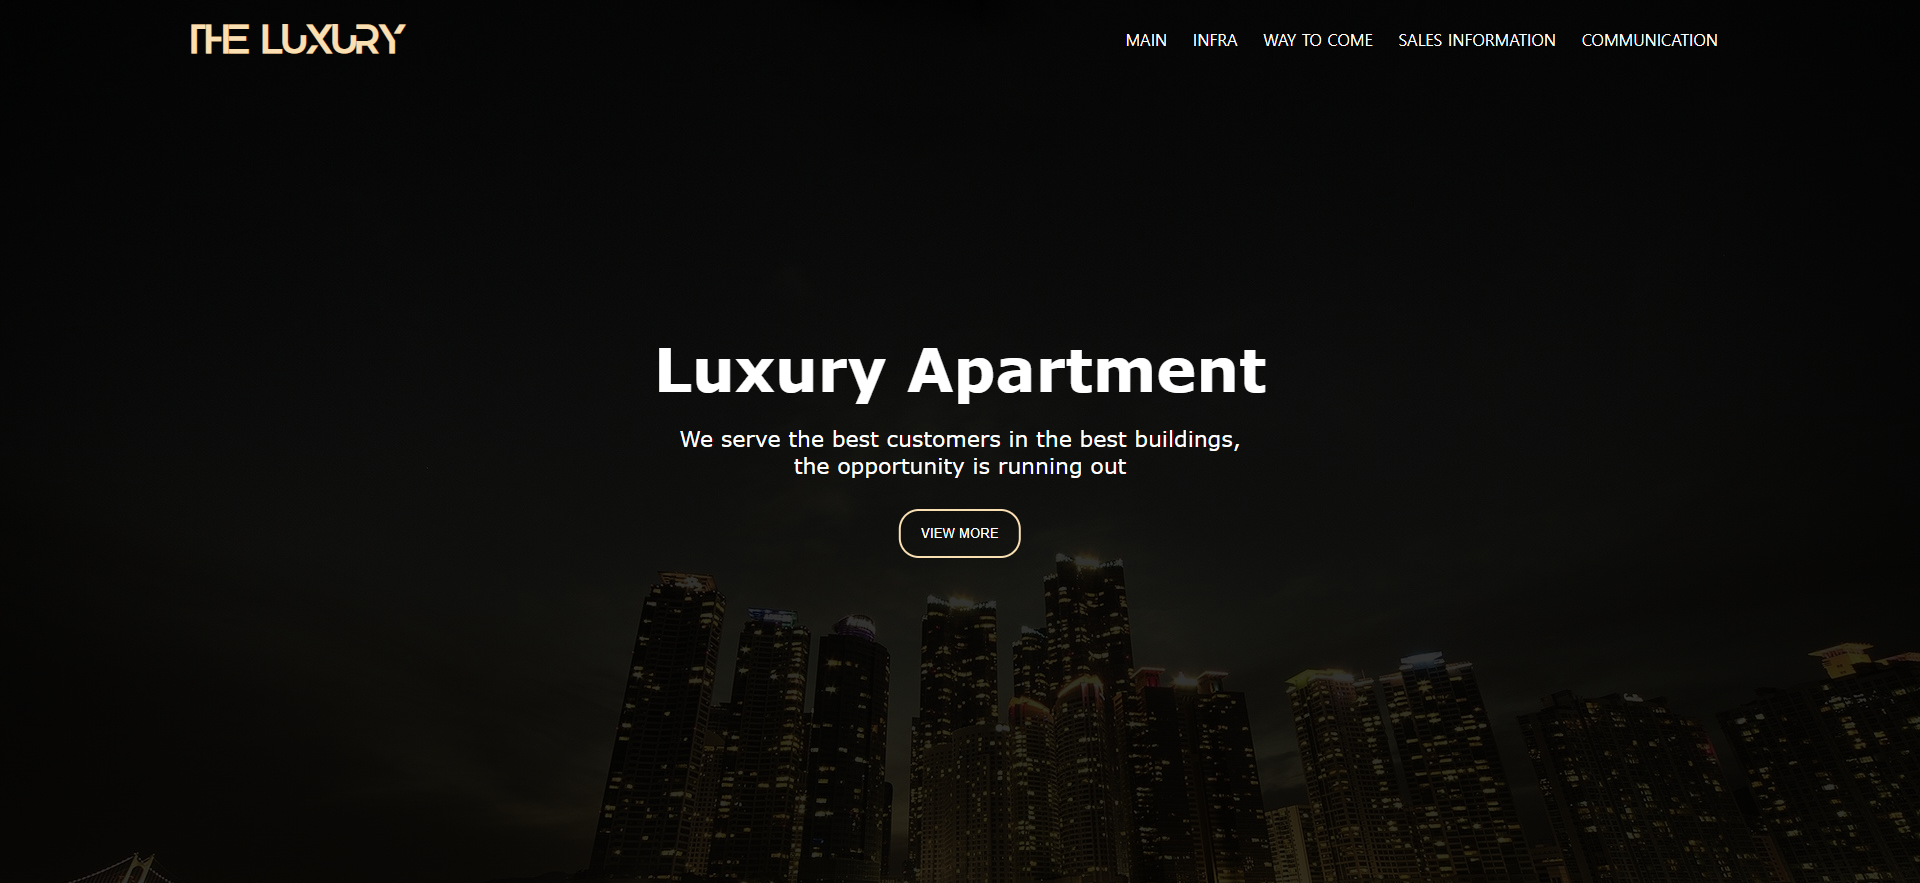 THE LUXURY
MAIN INFRA WAY TO COME SALES INFORMATION COMMUNICATION
Luxury Apartment
We serve the best customers in the best buildings,
the opportunity is running out
VIEW MORE